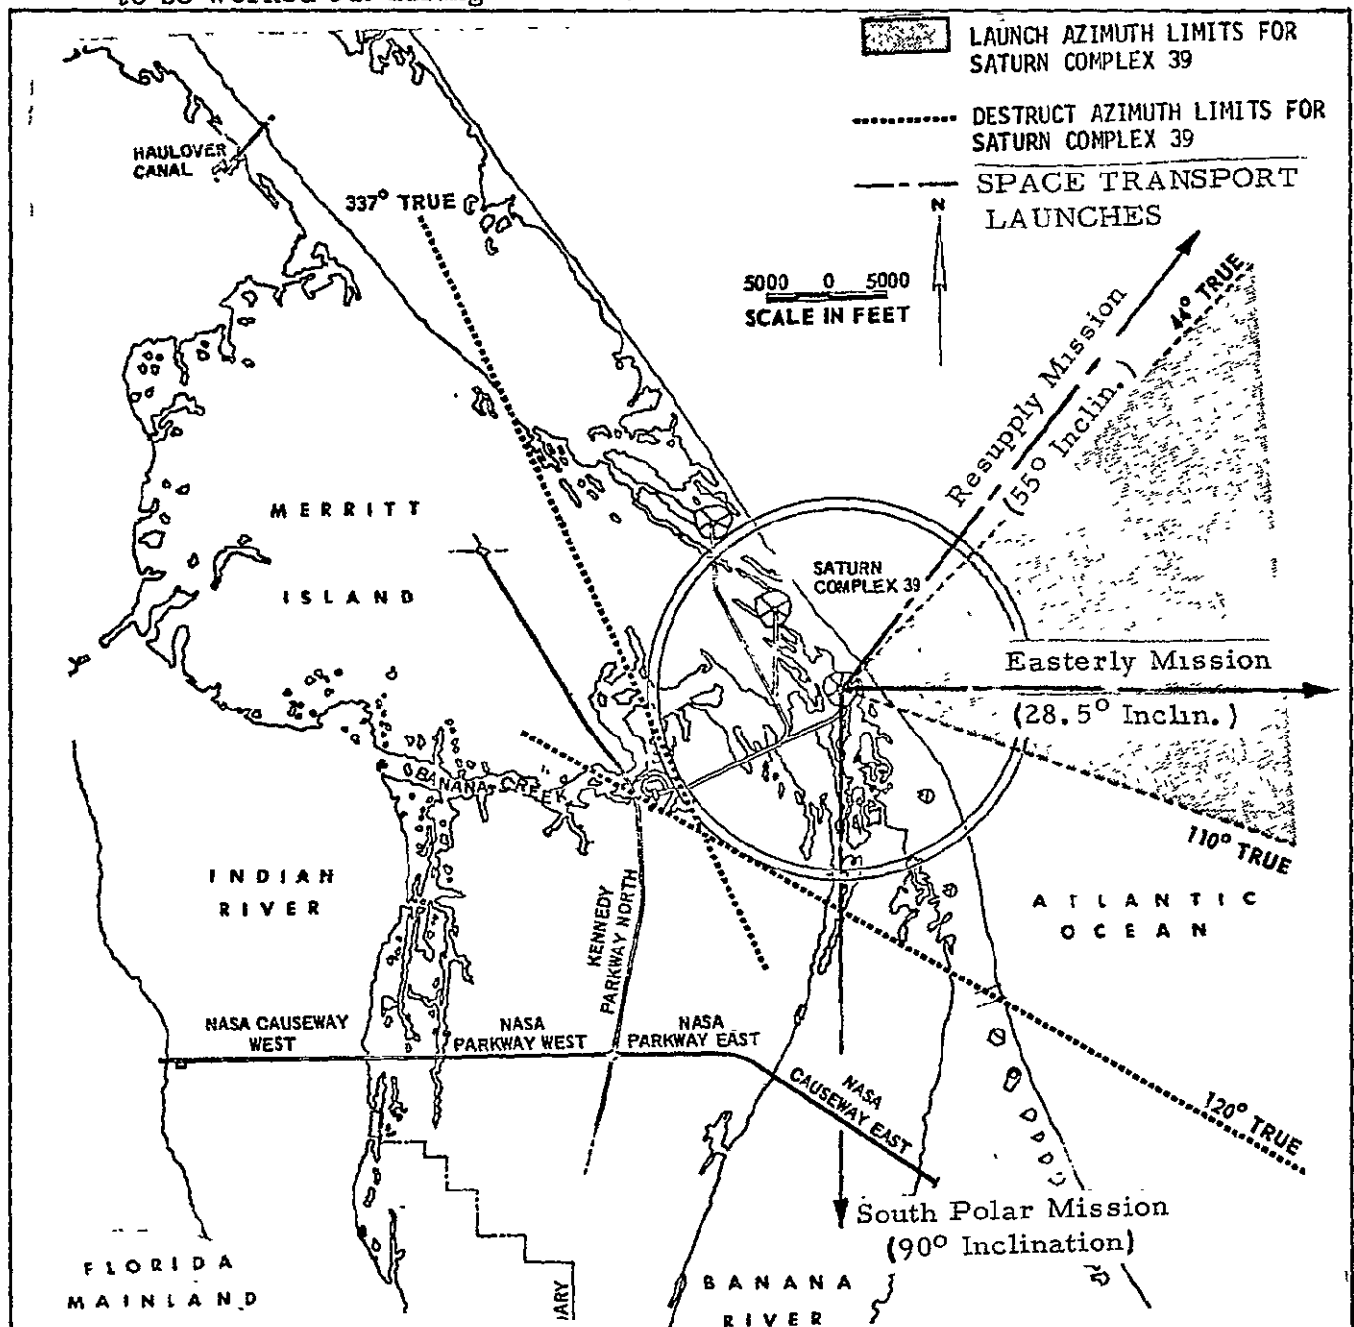 LAUNCH AZIMUTH LIMITS FOR
SATURN COMPLEX 39
DESTRUCT AZIMUTH LIMITS FOR
SATURN COMPLEX 39
SPACE TRANSPORT
LAUNCHES
HAULOVER
CANAL
337° TRUE
N
5000 0 5000
SCALE IN FEET
Resupply Mission
(55° Inclin.)
44° TRUE
MERRITT
ISLAND
SATURN
COMPLEX 39
Easterly Mission
(28.5° Inclin.)
110° TRUE
BANANA CREEK
INDIAN
RIVER
KENNEDY
PARKWAY NORTH
ATLANTIC
OCEAN
NASA CAUSEWAY
WEST
NASA
PARKWAY WEST
NASA
PARKWAY EAST
NASA
CAUSEWAY EAST
120° TRUE
South Polar Mission
(90° Inclination)
FLORIDA
MAINLAND
BANANA
RIVER